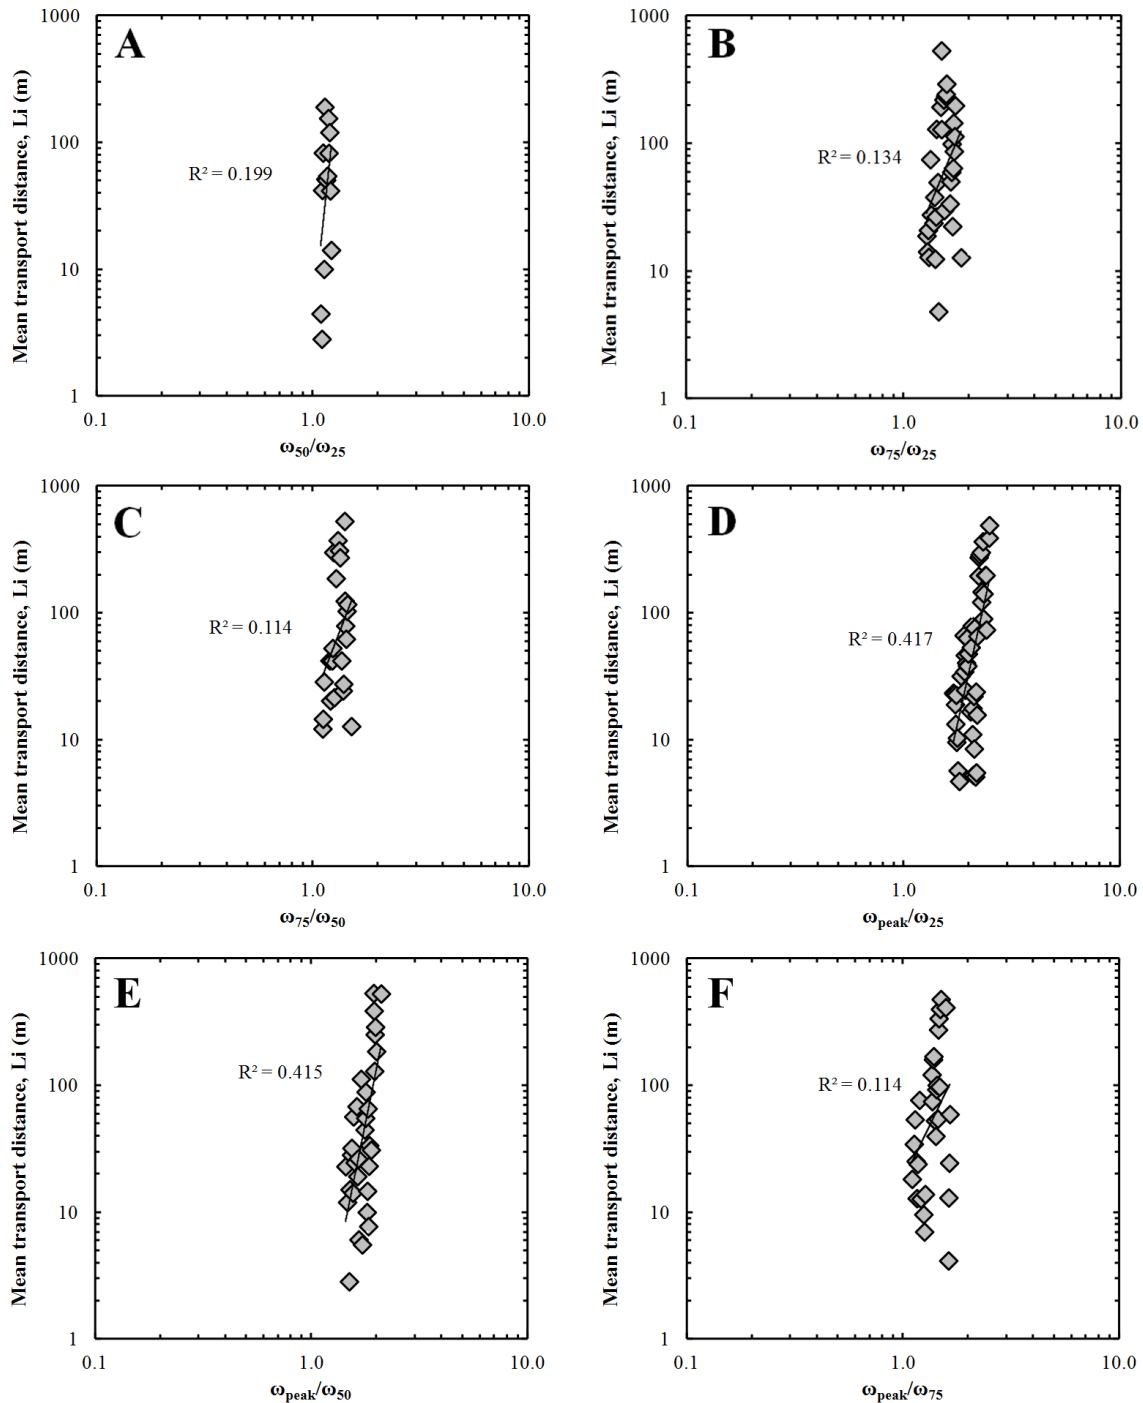 A
Mean transport distance, Li (m)
1000
100
10
1
R² = 0.199
0.1 1.0 10.0
ω50/ω25
B
Mean transport distance, Li (m)
1000
100
10
1
R² = 0.134
0.1 1.0 10.0
ω75/ω25
C
Mean transport distance, Li (m)
1000
100
10
1
R² = 0.114
0.1 1.0 10.0
ω75/ω50
D
Mean transport distance, Li (m)
1000
100
10
1
R² = 0.417
0.1 1.0 10.0
ωpeak/ω25
E
Mean transport distance, Li (m)
1000
100
10
1
R² = 0.415
0.1 1.0 10.0
ωpeak/ω50
F
Mean transport distance, Li (m)
1000
100
10
1
R² = 0.114
0.1 1.0 10.0
ωpeak/ω75